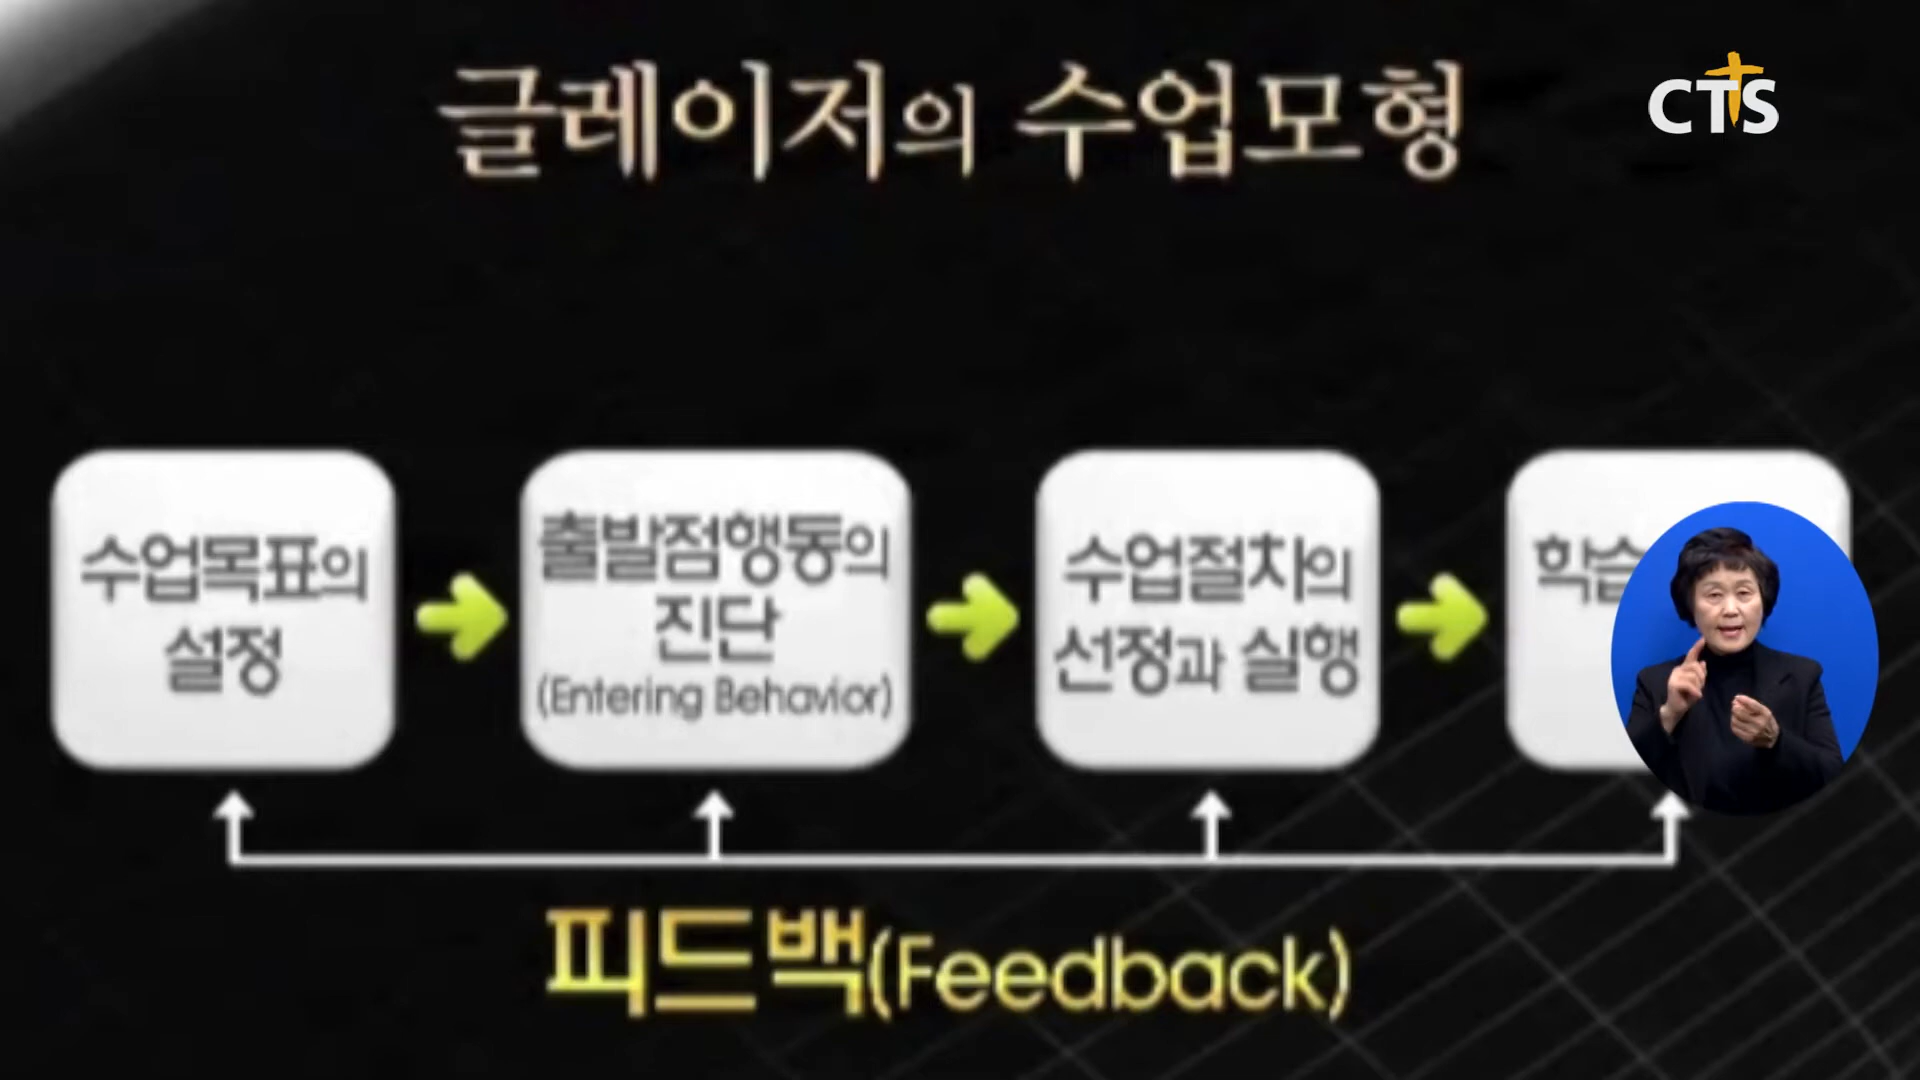 글레이저의 수업모형
CTS
수업목표의
설정
출발점행동의
진단
(Entering Behavior)
수업절차의
선정과 실행
피드백(Feedback)